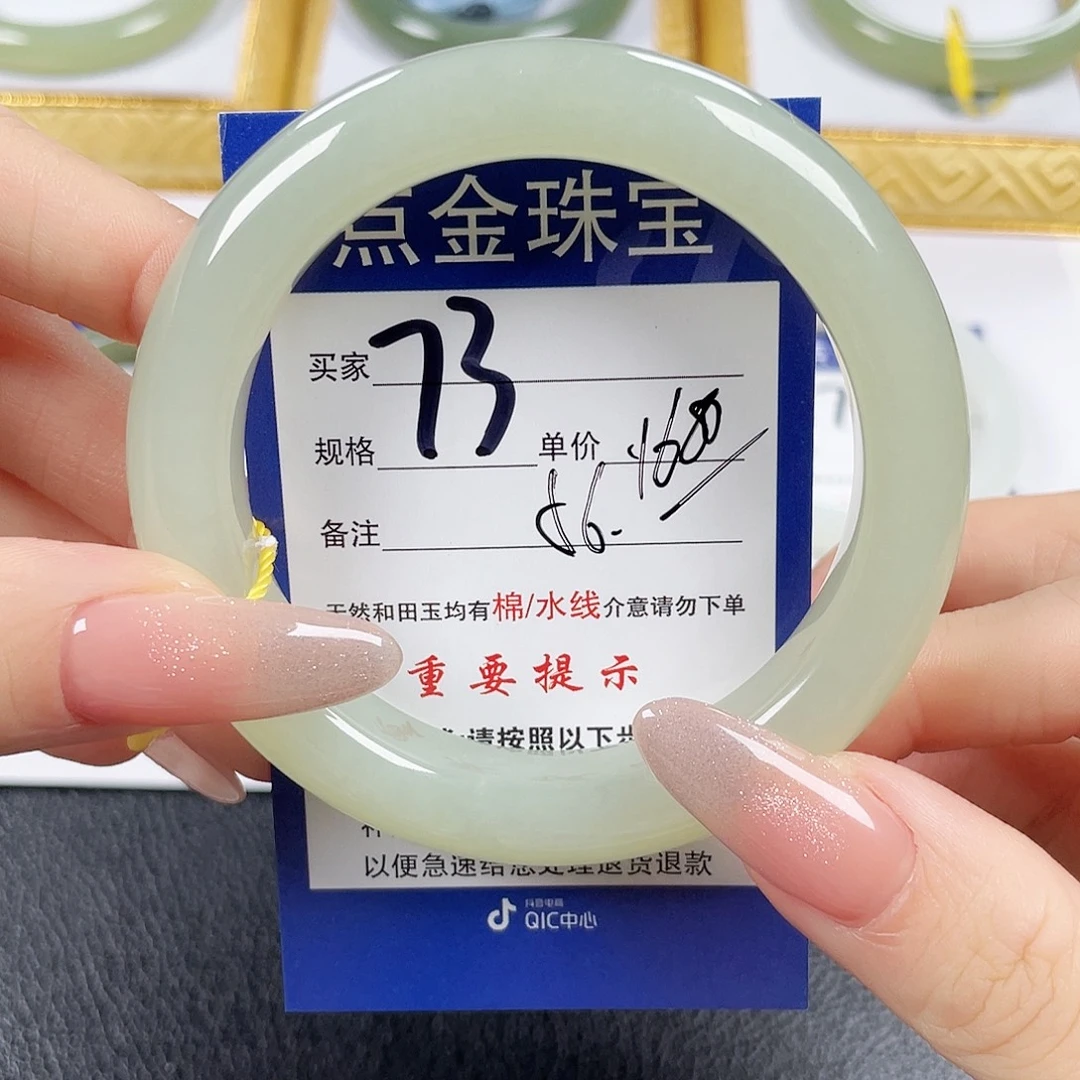 点金珠宝
买家 73
规格 单价 1680
备注 56.
天然和田玉均有棉/水线介意请勿下单
重要提示
请按照以下
以便急速给您处理退货退款
抖音电商
QIC中心